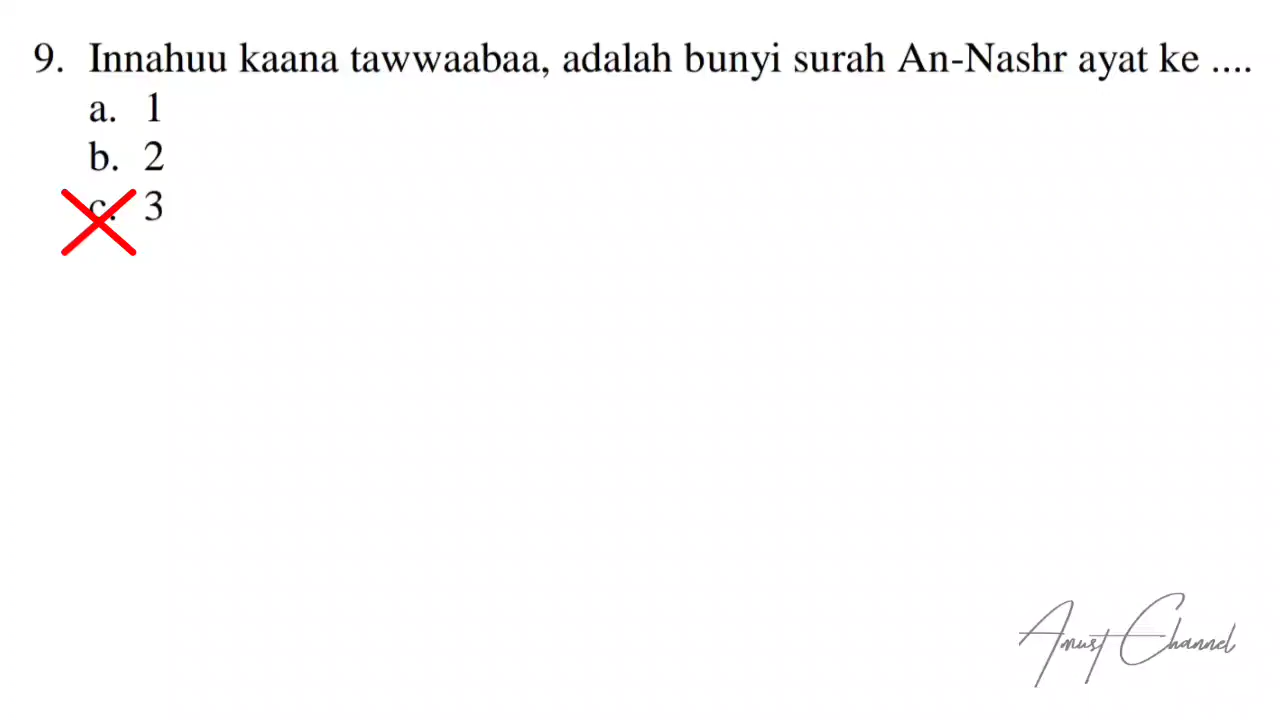 9. Innahuu kaana tawwaabaa, adalah bunyi surah An-Nashr ayat ke ....
a. 1
b. 2
c. 3
Amust Channel